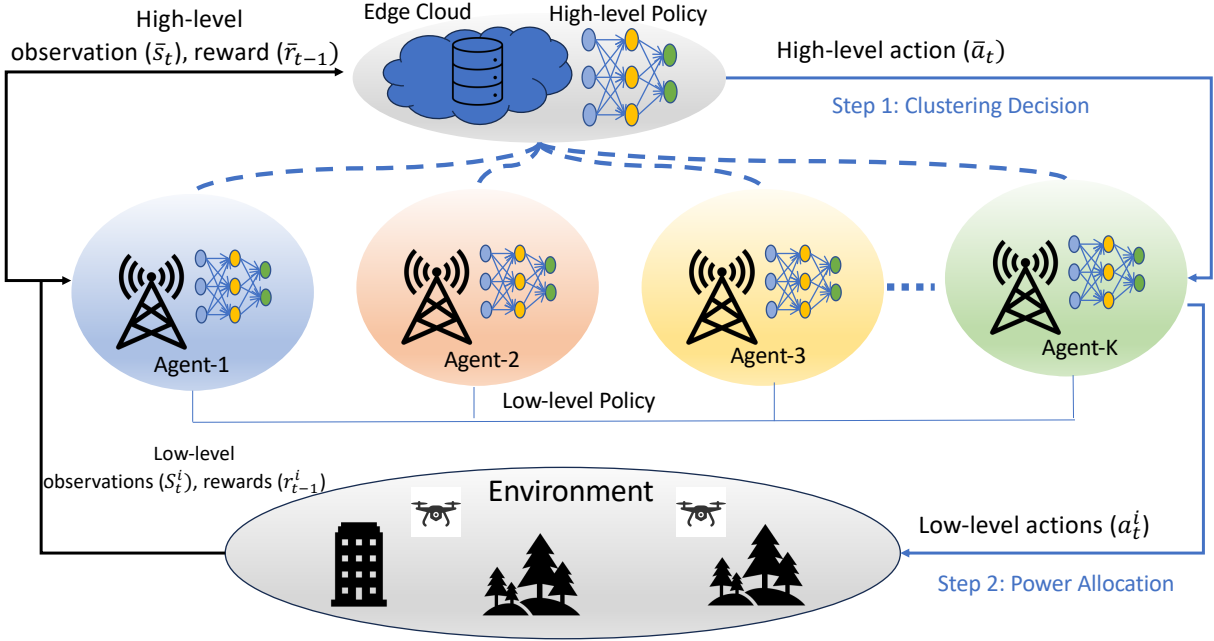 Edge Cloud
High-level Policy
High-level
observation (s̄ₜ), reward (r̄ₜ₋₁)
High-level action (āₜ)
Step 1: Clustering Decision
Agent-1
Agent-2
Agent-3
Agent-K
Low-level Policy
Low-level
observations (Sₜⁱ), rewards (rₜ₋₁ⁱ)
Environment
Low-level actions (aₜⁱ)
Step 2: Power Allocation